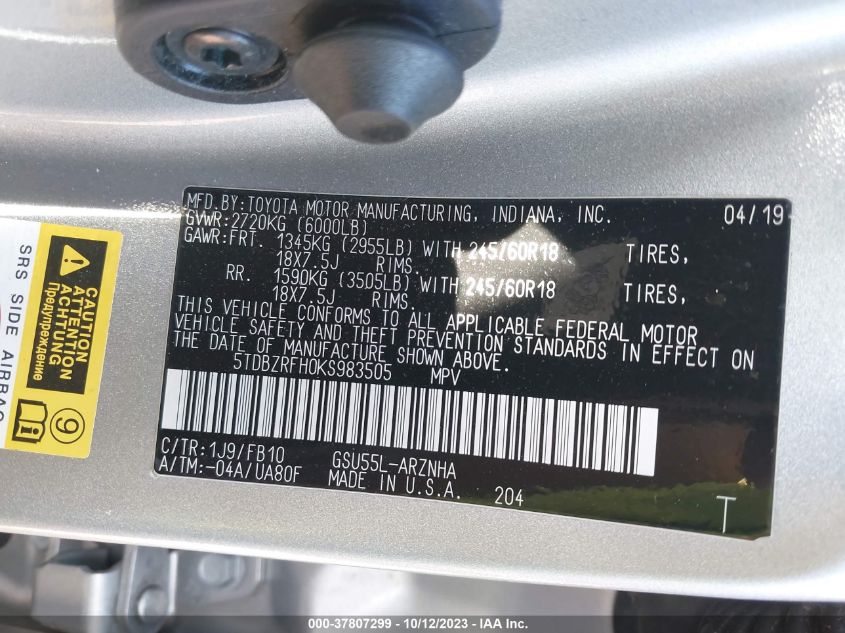 MFD.BY:TOYOTA MOTOR MANUFACTURING, INDIANA, INC. 04/19
GVWR:2720KG (6000LB)
GAWR:FRT. 1345KG (2955LB) WITH 245/60R18 TIRES,
18X7.5J RIMS.
RR. 1590KG (3505LB) WITH 245/60R18 TIRES,
18X7.5J RIMS.
THIS VEHICLE CONFORMS TO ALL APPLICABLE FEDERAL MOTOR
VEHICLE SAFETY AND THEFT PREVENTION STANDARDS IN EFFECT ON
THE DATE OF MANUFACTURE SHOWN ABOVE.
5TDBZRFH0KS983505 MPV
C/TR:1J9/FB10 GSU55L-ARZNHA
A/TM:-04A/UA80F MADE IN U.S.A. 204
T
SRS SIDE AIRBAG
CAUTION
ATTENTION
ACHTUNG
Предупреждение
9
000-37807299 - 10/12/2023 - IAA Inc.